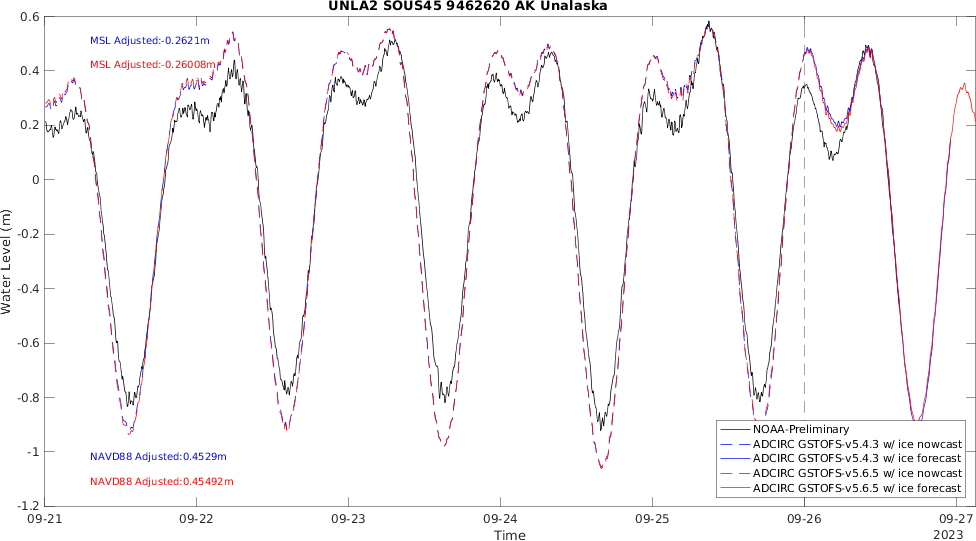 UNLA2 SOUS45 9462620 AK Unalaska
0.6
0.4
0.2
0
-0.2
-0.4
-0.6
-0.8
-1
-1.2
Water Level (m)
MSL Adjusted:-0.2621m
MSL Adjusted:-0.26008m
NAVD88 Adjusted:0.4529m
NAVD88 Adjusted:0.45492m
NOAA-Preliminary
ADCIRC GSTOFS-v5.4.3 w/ ice nowcast
ADCIRC GSTOFS-v5.4.3 w/ ice forecast
ADCIRC GSTOFS-v5.6.5 w/ ice nowcast
ADCIRC GSTOFS-v5.6.5 w/ ice forecast
09-21 09-22 09-23 09-24 09-25 09-26 09-27
Time
2023